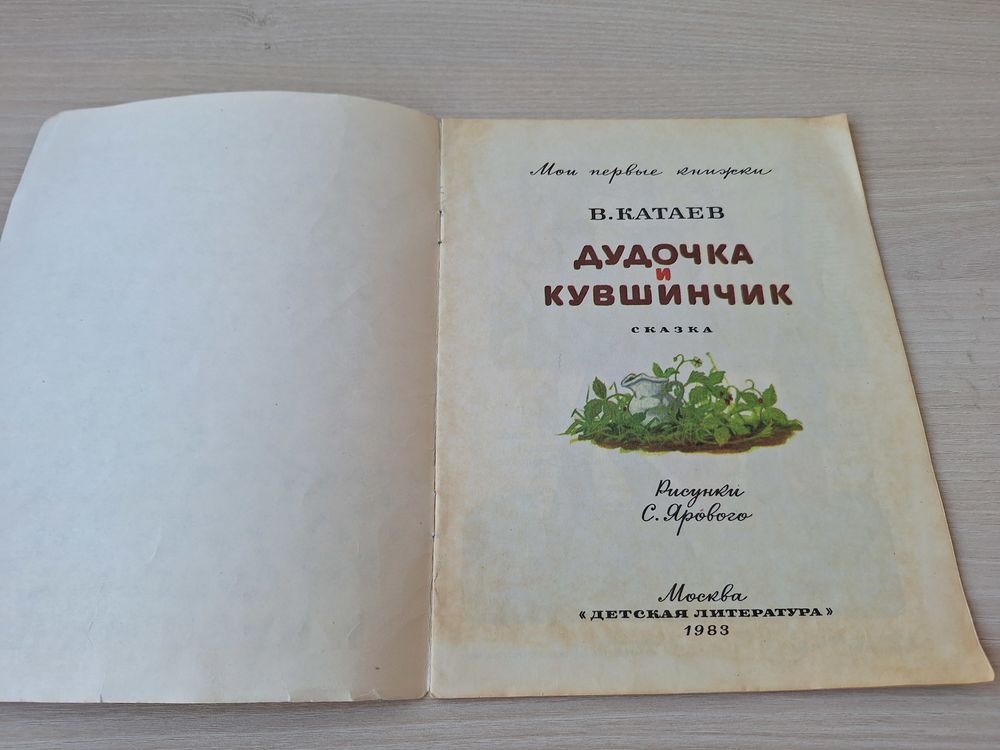 Мои первые книжки
В. КАТАЕВ
ДУДОЧКА
И
КУВШИНЧИК
СКАЗКА
Рисунки
С. Ярового
Москва
«ДЕТСКАЯ ЛИТЕРАТУРА»
1983